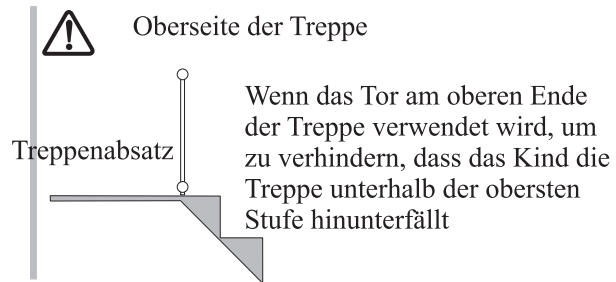 Oberseite der Treppe
Treppenabsatz
Wenn das Tor am oberen Ende
der Treppe verwendet wird, um
zu verhindern, dass das Kind die
Treppe unterhalb der obersten
Stufe hinunterfällt